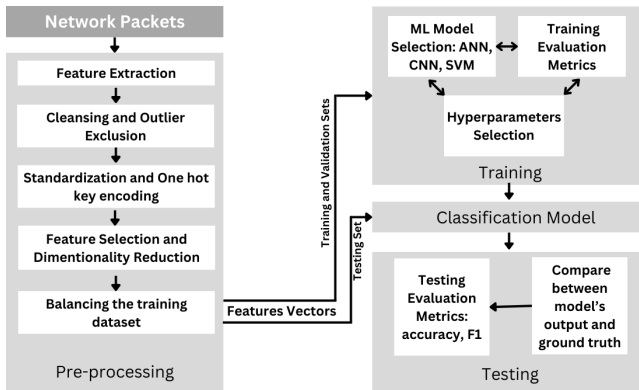 Network Packets
Feature Extraction
Cleansing and Outlier
Exclusion
Standardization and One hot
key encoding
Feature Selection and
Dimentionality Reduction
Balancing the training
dataset
Pre-processing
Features Vectors
Training and Validation Sets
Testing Set
ML Model
Selection: ANN,
CNN, SVM
Training
Evaluation
Metrics
Hyperparameters
Selection
Training
Classification Model
Testing
Evaluation
Metrics:
accuracy, F1
Compare
between
model's
output and
ground truth
Testing